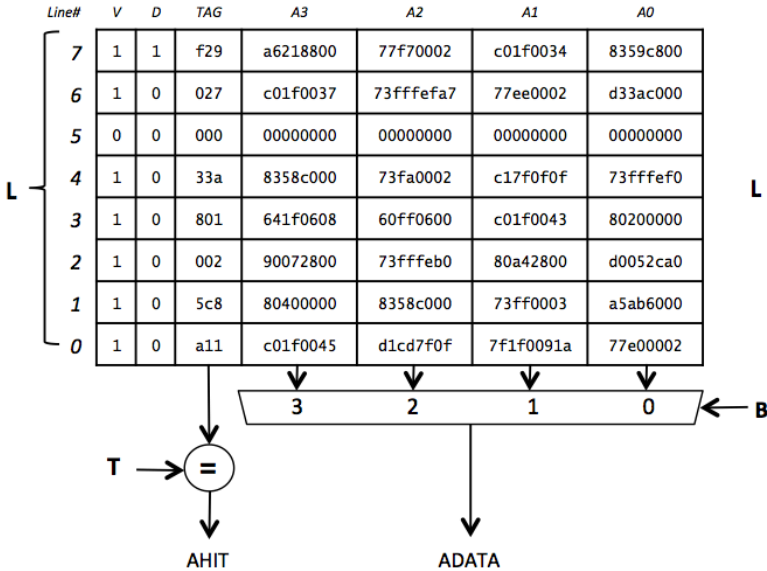 Line# V D TAG A3 A2 A1 A0
7 1 1 f29 a6218800 77f70002 c01f0034 8359c800
6 1 0 027 c01f0037 73fffefa7 77ee0002 d33ac000
5 0 0 000 00000000 00000000 00000000 00000000
4 1 0 33a 8358c000 73fa0002 c17f0f0f 73fffef0
L L
3 1 0 801 641f0608 60ff0600 c01f0043 80200000
2 1 0 002 90072800 73fffeb0 80a42800 d0052ca0
1 1 0 5c8 80400000 8358c000 73ff0003 a5ab6000
0 1 0 a11 c01f0045 d1cd7f0f 7f1f0091a 77e00002
3 2 1 0 B
T =
AHIT ADATA